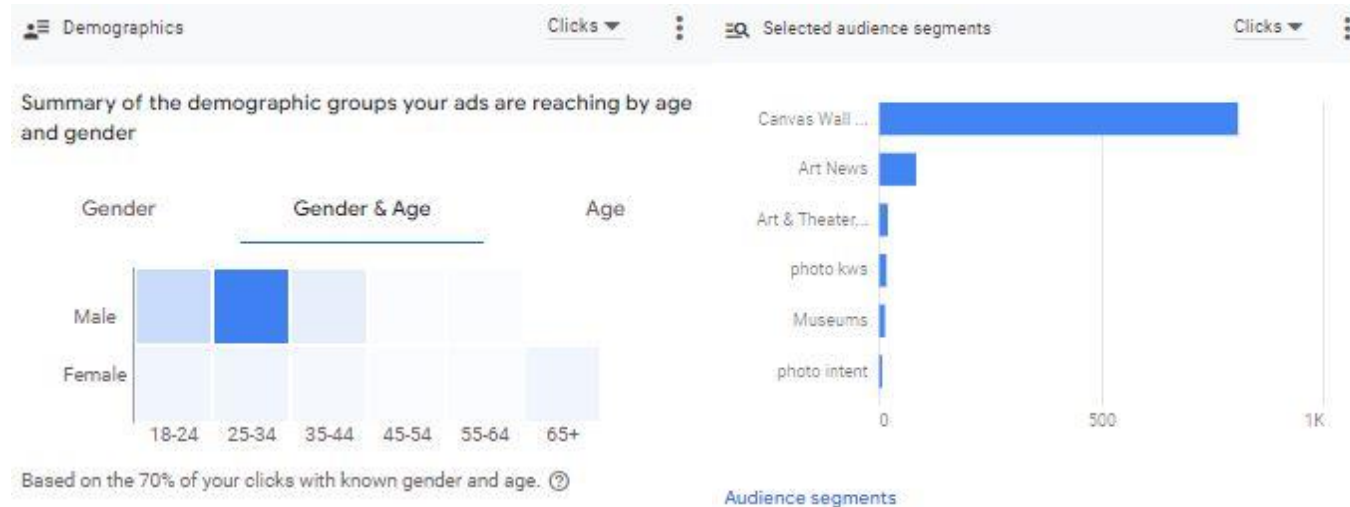 Demographics
Clicks
Summary of the demographic groups your ads are reaching by age
and gender
Gender
Gender & Age
Age
Male
Female
18-24 25-34 35-44 45-54 55-64 65+
Based on the 70% of your clicks with known gender and age.
Selected audience segments
Clicks
Canvas Wall ...
Art News
Art & Theater...
photo kws
Museums
photo intent
0 500 1K
Audience segments